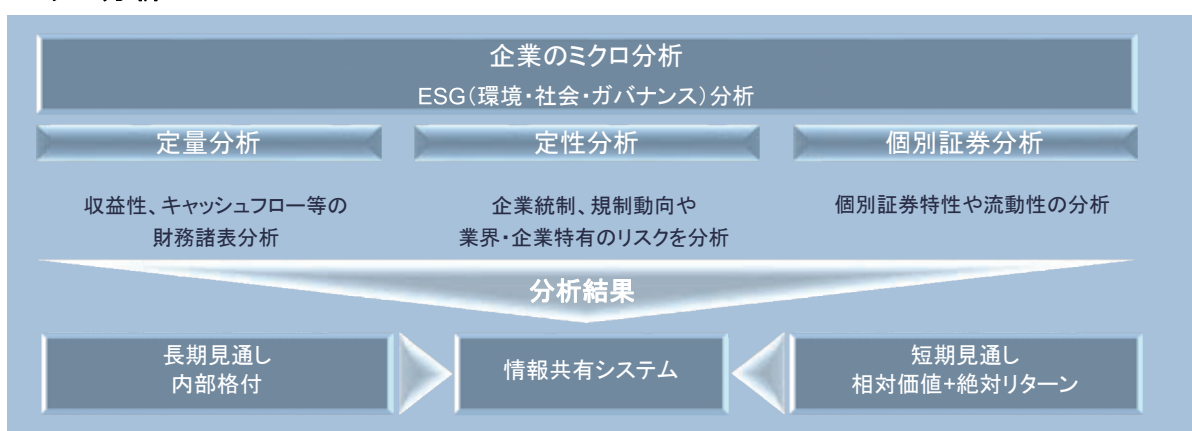 企業のミクロ分析
ESG(環境・社会・ガバナンス)分析
定量分析 定性分析 個別証券分析
収益性、キャッシュフロー等の
財務諸表分析
企業統制、規制動向や
業界・企業特有のリスクを分析
個別証券特性や流動性の分析
分析結果
長期見通し
内部格付
情報共有システム
短期見通し
相対価値+絶対リターン